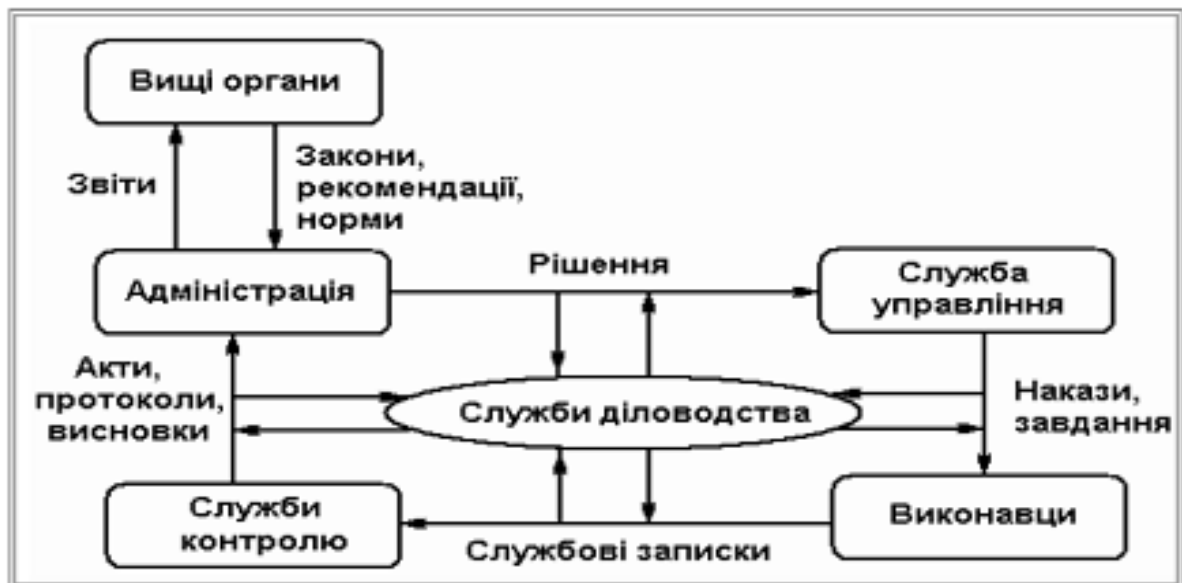 Вищі органи
Звіти
Закони,
рекомендації,
норми
Адміністрація
Рішення
Служба
управління
Акти,
протоколи,
висновки
Служби діловодства
Накази,
завдання
Служби
контролю
Службові записки
Виконавци